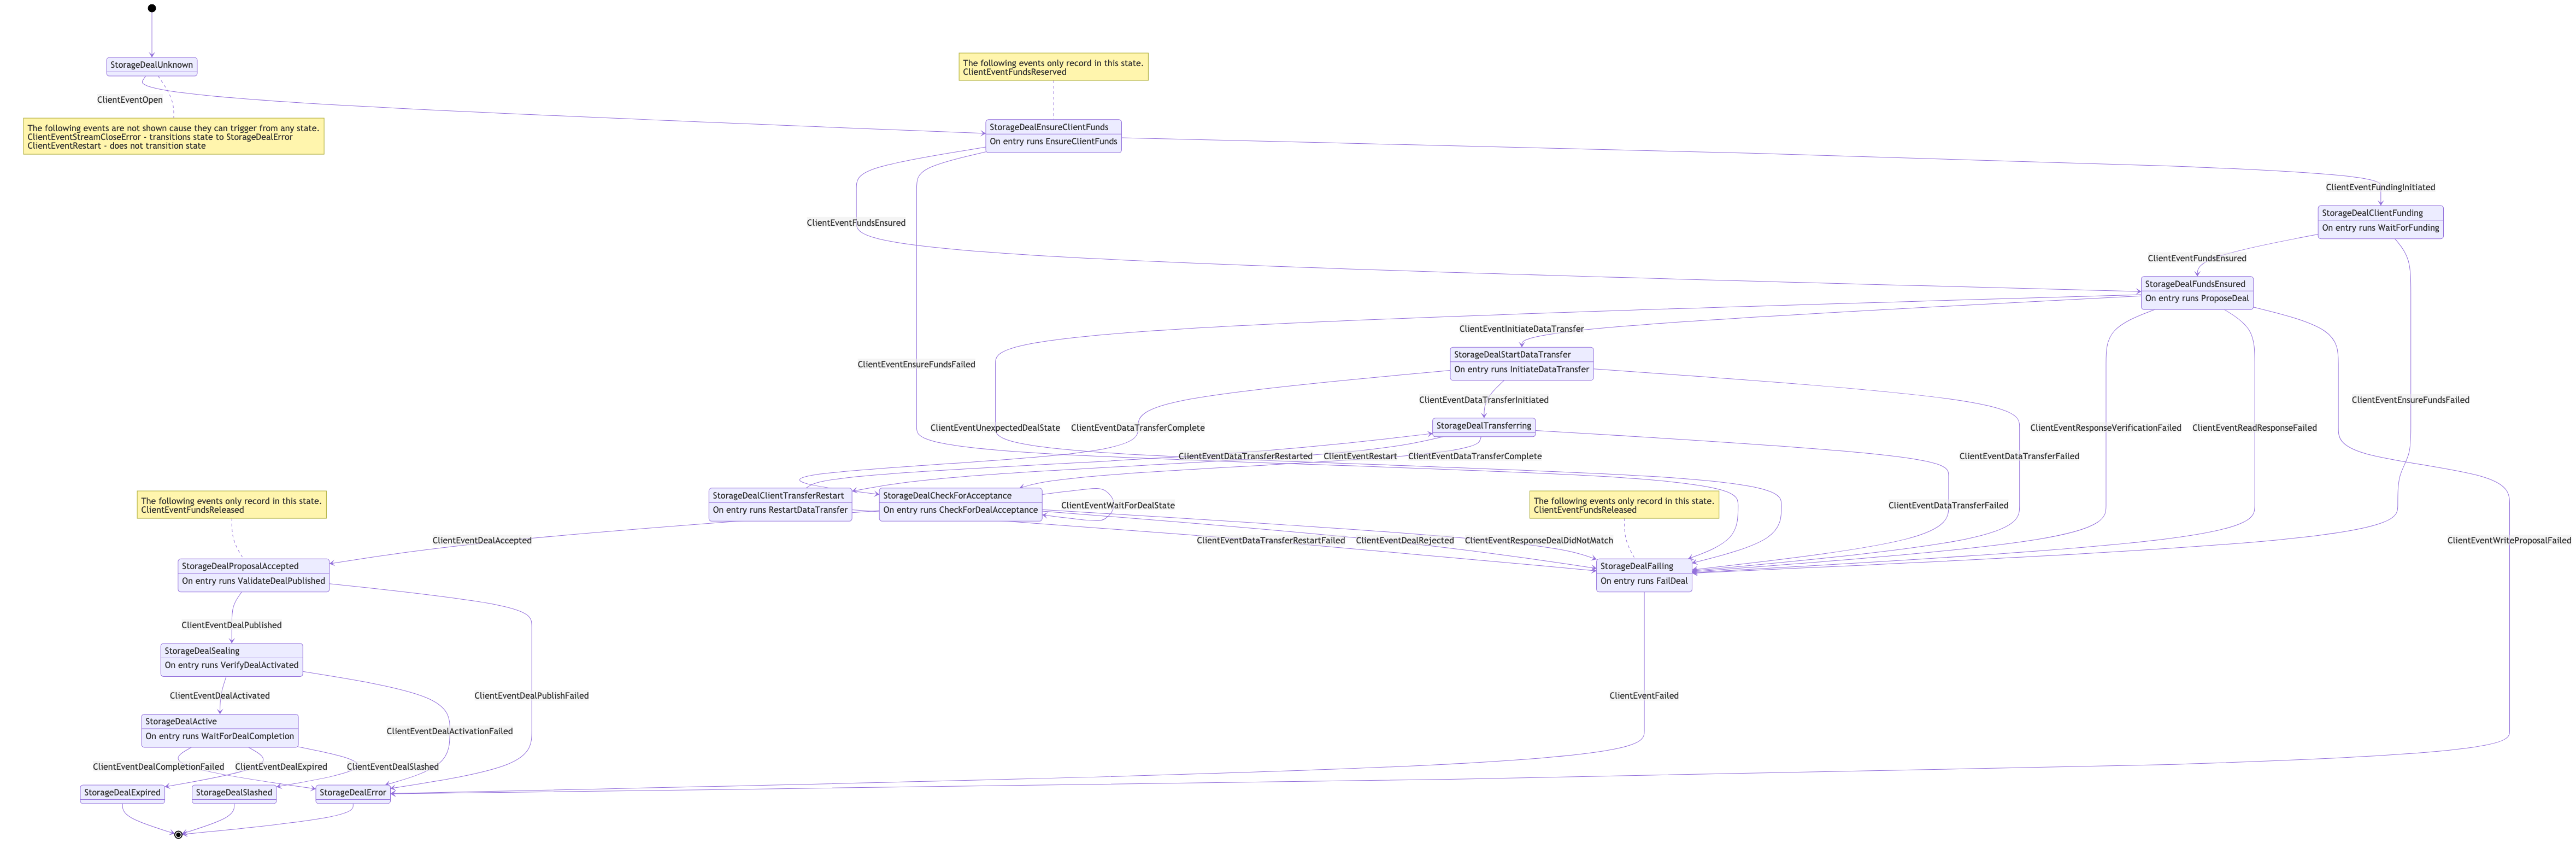 StorageDealUnknown
The following events only record in this state.
ClientEventFundsReserved
ClientEventOpen
The following events are not shown cause they can trigger from any state.
ClientEventStreamCloseError - transitions state to StorageDealError
ClientEventRestart - does not transition state
StorageDealEnsureClientFunds
On entry runs EnsureClientFunds
ClientEventFundingInitiated
StorageDealClientFunding
On entry runs WaitForFunding
ClientEventFundsEnsured
ClientEventFundsEnsured
StorageDealFundsEnsured
On entry runs ProposeDeal
ClientEventInitiateDataTransfer
StorageDealStartDataTransfer
On entry runs InitiateDataTransfer
ClientEventEnsureFundsFailed
ClientEventDataTransferInitiated
ClientEventEnsureFundsFailed
StorageDealTransferring
ClientEventUnexpectedDealState
ClientEventDataTransferComplete
ClientEventResponseVerificationFailed
ClientEventReadResponseFailed
ClientEventDataTransferRestarted
ClientEventRestart
ClientEventDataTransferComplete
ClientEventDataTransferFailed
StorageDealClientTransferRestart
On entry runs RestartDataTransfer
StorageDealCheckForAcceptance
On entry runs CheckForDealAcceptance
ClientEventWaitForDealState
The following events only record in this state.
ClientEventFundsReleased
The following events only record in this state.
ClientEventFundsReleased
ClientEventDataTransferFailed
ClientEventDealAccepted
ClientEventDataTransferRestartFailed
ClientEventDealRejected
ClientEventResponseDealDidNotMatch
ClientEventWriteProposalFailed
StorageDealProposalAccepted
On entry runs ValidateDealPublished
StorageDealFailing
On entry runs FailDeal
ClientEventDealPublished
StorageDealSealing
On entry runs VerifyDealActivated
ClientEventDealActivated
ClientEventDealPublishFailed
ClientEventFailed
StorageDealActive
On entry runs WaitForDealCompletion
ClientEventDealActivationFailed
ClientEventDealCompletionFailed
ClientEventDealExpired
ClientEventDealSlashed
StorageDealExpired
StorageDealSlashed
StorageDealError